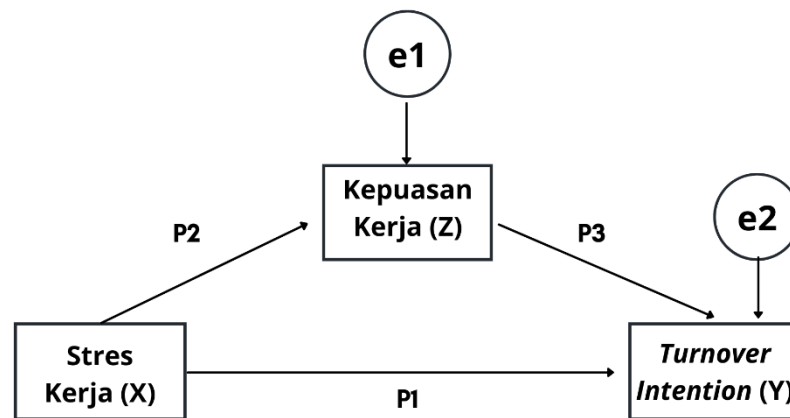 e1
Kepuasan
Kerja (Z)
P2
P3
e2
Stres
Kerja (X)
P1
Turnover
Intention (Y)